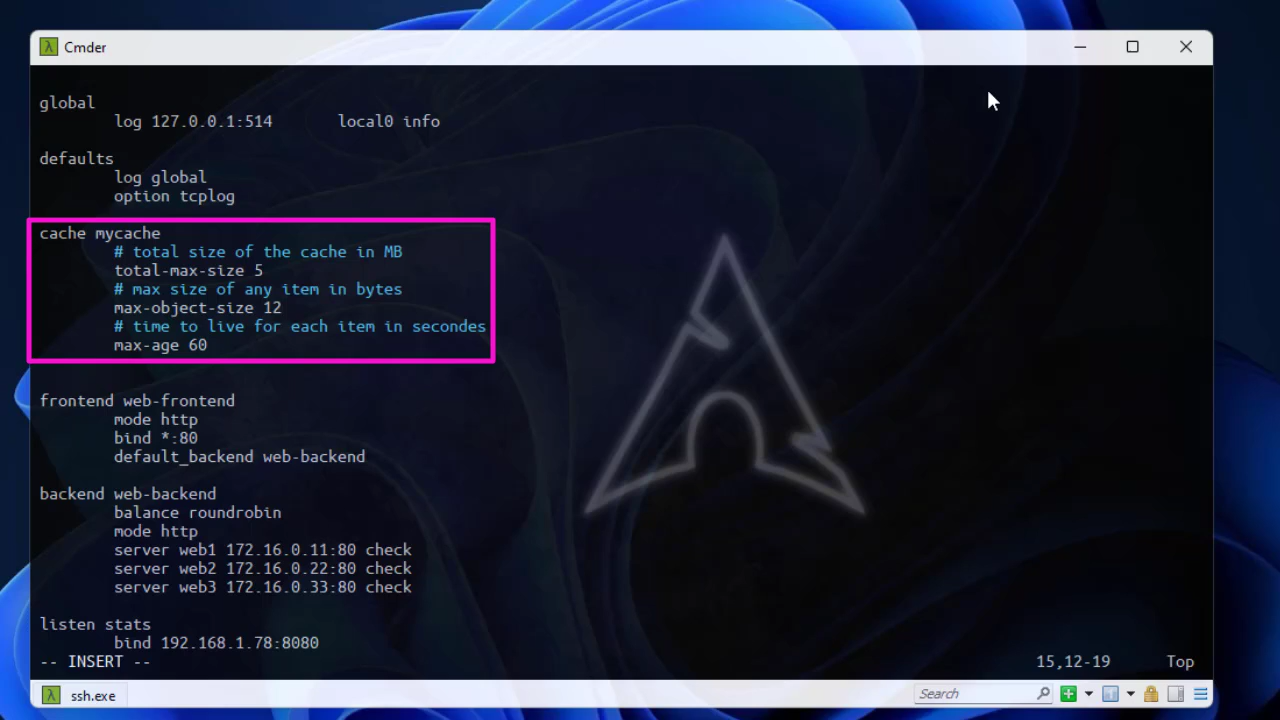 Cmder
global
log 127.0.0.1:514 local0 info
defaults
log global
option tcplog
cache mycache
# total size of the cache in MB
total-max-size 5
# max size of any item in bytes
max-object-size 12
# time to live for each item in secondes
max-age 60
frontend web-frontend
mode http
bind *:80
default_backend web-backend
backend web-backend
balance roundrobin
mode http
server web1 172.16.0.11:80 check
server web2 172.16.0.22:80 check
server web3 172.16.0.33:80 check
listen stats
bind 192.168.1.78:8080
-- INSERT -- 15,12-19 Top
λ ssh.exe Search